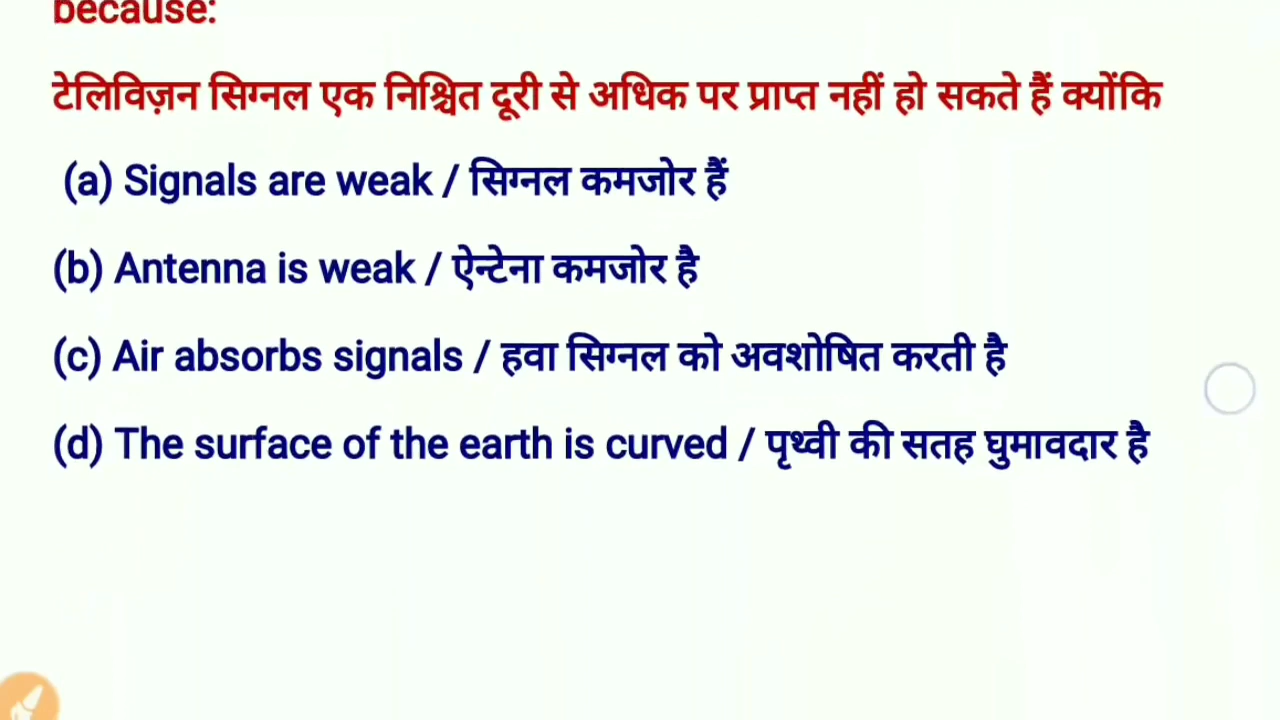 because:
टेलिविज़न सिग्नल एक निश्चित दूरी से अधिक पर प्राप्त नहीं हो सकते हैं क्योंकि
(a) Signals are weak / सिग्नल कमजोर हैं
(b) Antenna is weak / ऐन्टेना कमजोर है
(c) Air absorbs signals / हवा सिग्नल को अवशोषित करती है
(d) The surface of the earth is curved / पृथ्वी की सतह घुमावदार है